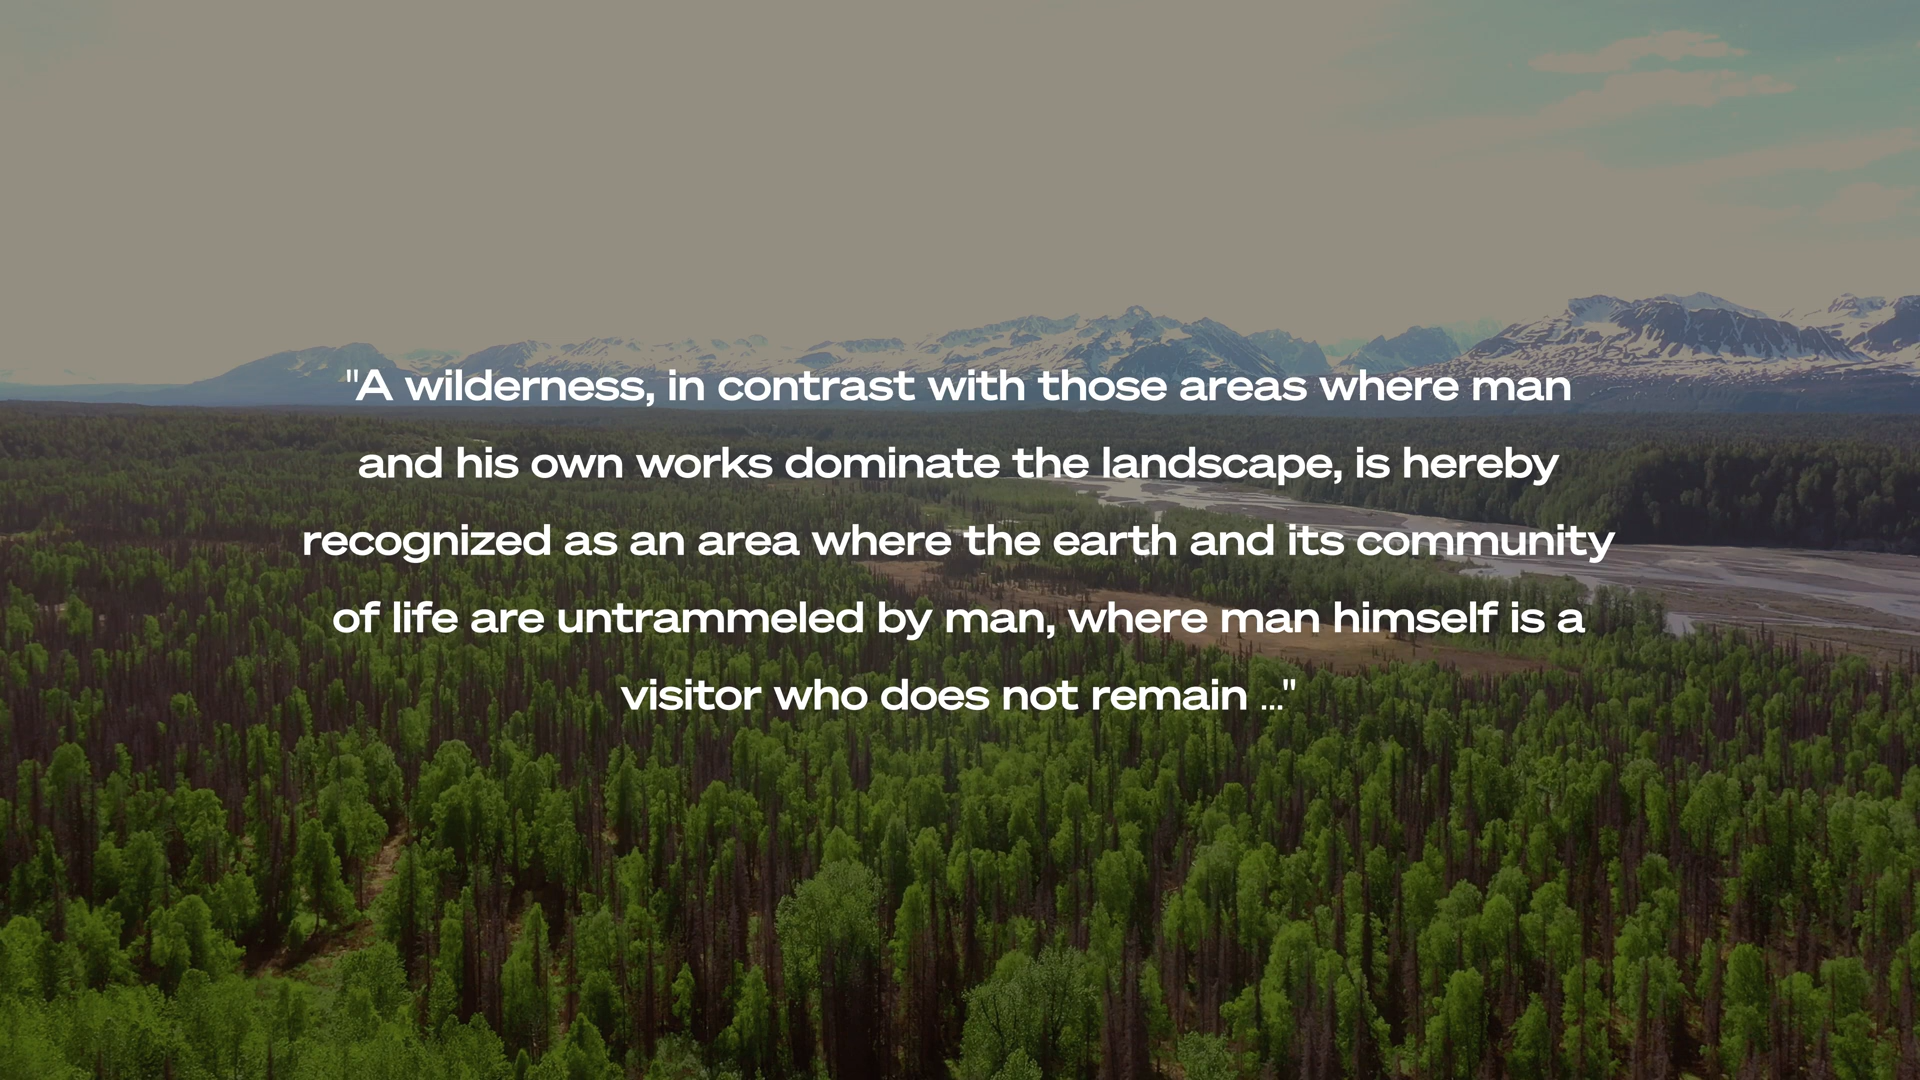 "A wilderness, in contrast with those areas where man
and his own works dominate the landscape, is hereby
recognized as an area where the earth and its community
of life are untrammeled by man, where man himself is a
visitor who does not remain ..."